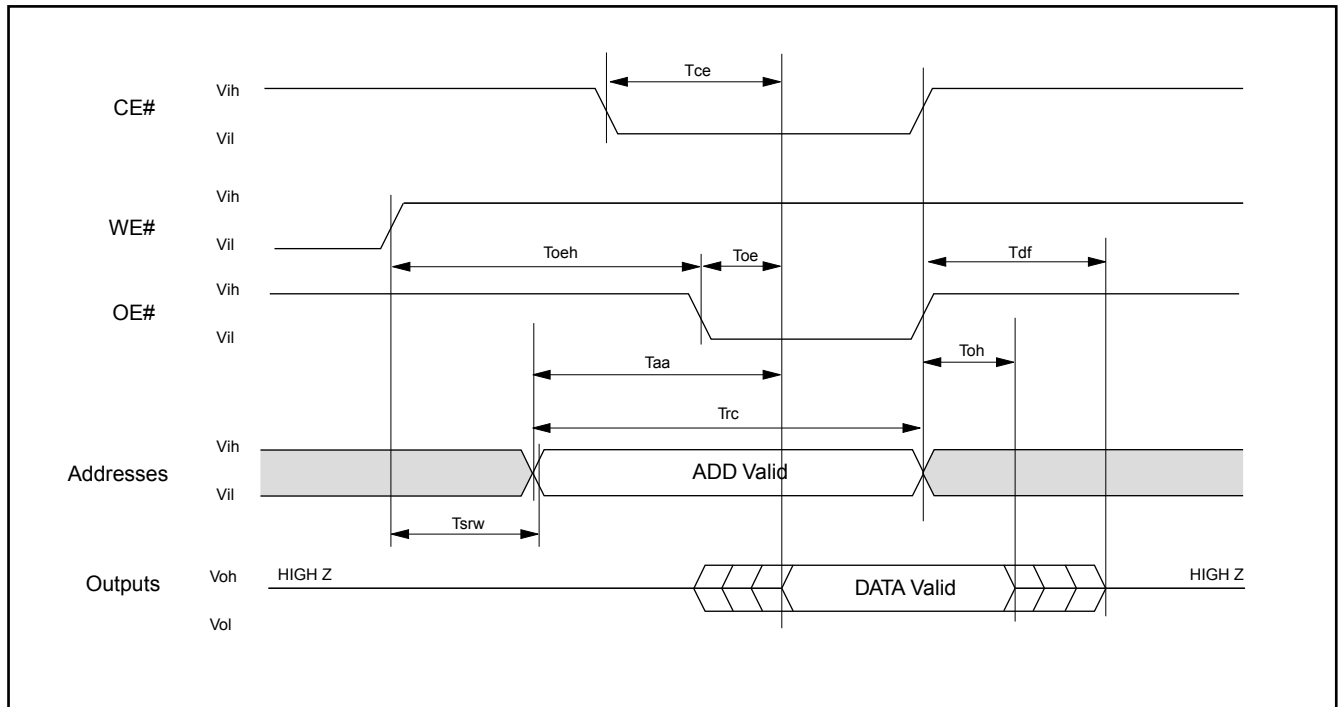 Tce
Vih
CE#
Vil
Vih
WE#
Vil
Toeh
Toe
Tdf
Vih
OE#
Vil
Toh
Taa
Trc
Vih
Addresses
ADD Valid
Vil
Tsrw
Outputs
Voh
HIGH Z
DATA Valid
HIGH Z
Vol